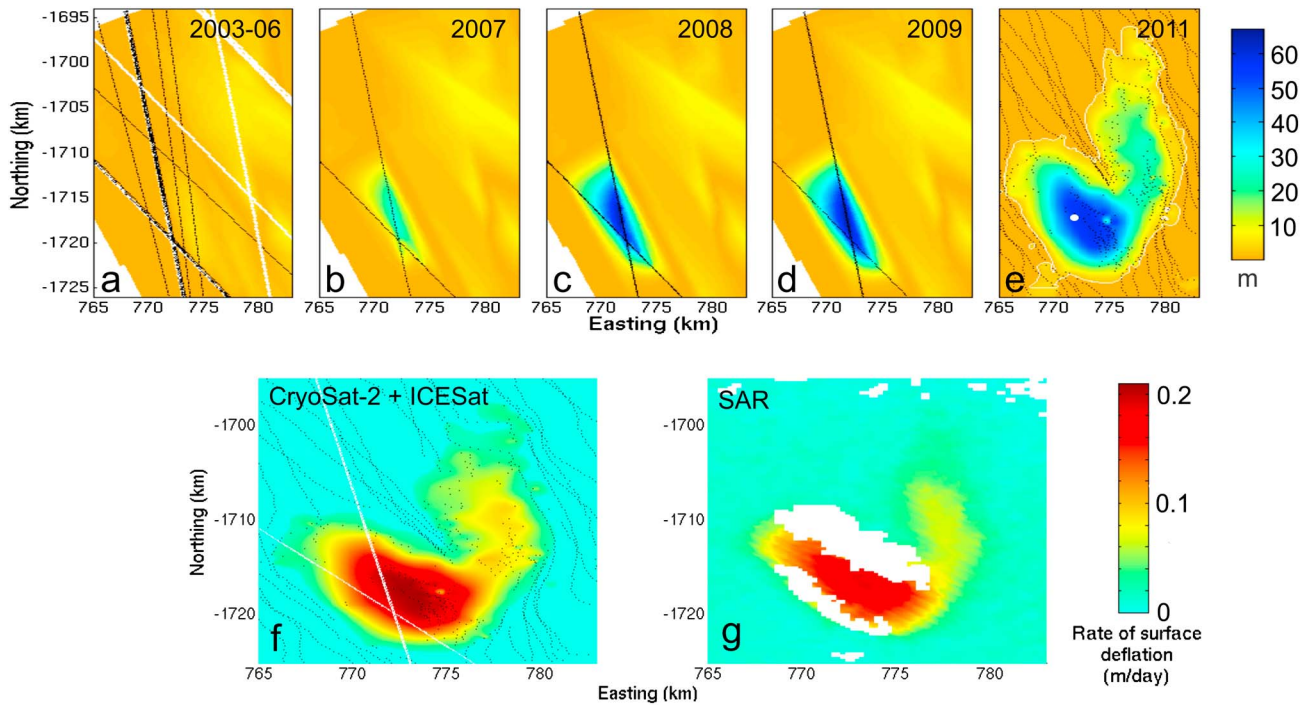 -1694
-1700
-1705
-1710
-1715
-1720
-1725
Northing (km)
2003-06
2007
2008
2009
2011
a
b
c
d
e
765 770 775 780
765 770 775 780
765 770 775 780
765 770 775 780
765 770 775 780
Easting (km)
60
50
40
30
20
10
m
CryoSat-2 + ICESat
SAR
-1700
-1710
-1720
Northing (km)
-1700
-1710
-1720
f
g
765 770 775 780
765 770 775 780
Easting (km)
0.2
0.1
0
Rate of surface
deflection
(m/day)